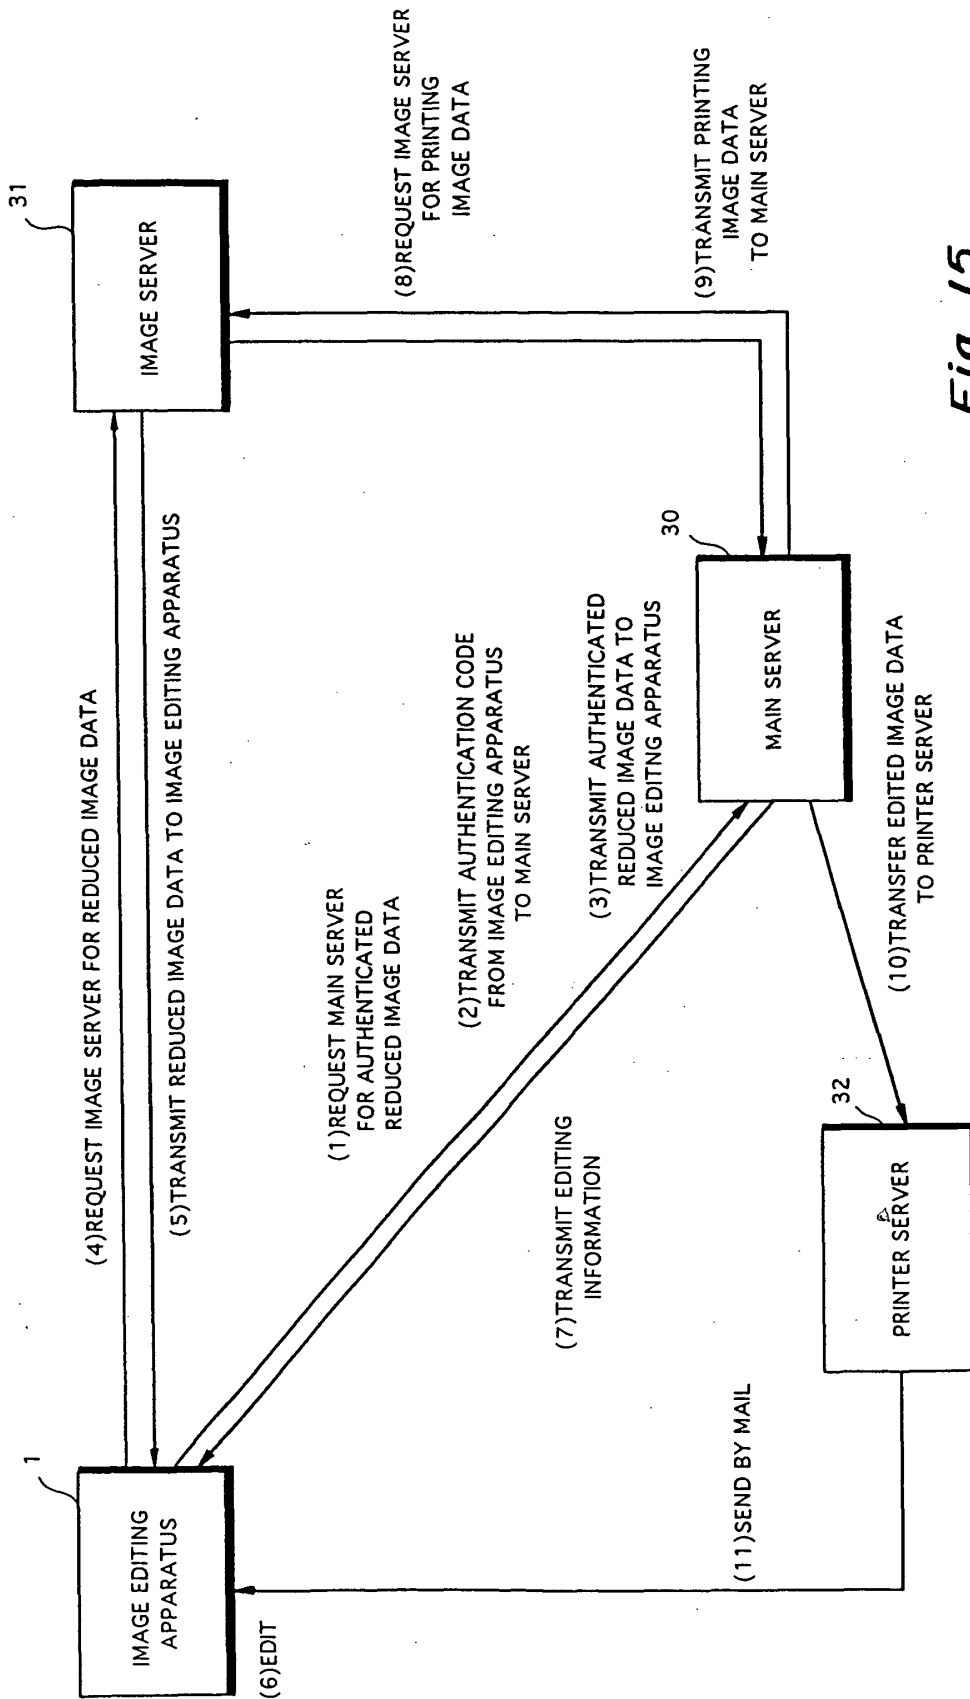 1
IMAGE EDITING
APPARATUS
(6)EDIT
(4)REQUEST IMAGE SERVER FOR REDUCED IMAGE DATA
(5)TRANSMIT REDUCED IMAGE DATA TO IMAGE EDITING APPARATUS
31
IMAGE SERVER
(1)REQUEST MAIN SERVER
FOR AUTHENTICATED
REDUCED IMAGE DATA
(2)TRANSMIT AUTHENTICATION CODE
FROM IMAGE EDITING APPARATUS
TO MAIN SERVER
(3)TRANSMIT AUTHENTICATED
REDUCED IMAGE DATA TO
IMAGE EDITNG APPARATUS
(7)TRANSMIT EDITING
INFORMATION
(8)REQUEST IMAGE SERVER
FOR PRINTING
IMAGE DATA
(9)TRANSMIT PRINTING
IMAGE DATA
TO MAIN SERVER
30
MAIN SERVER
(10)TRANSFER EDITED IMAGE DATA
TO PRINTER SERVER
32
PRINTER SERVER
(11)SEND BY MAIL
Fig. 15